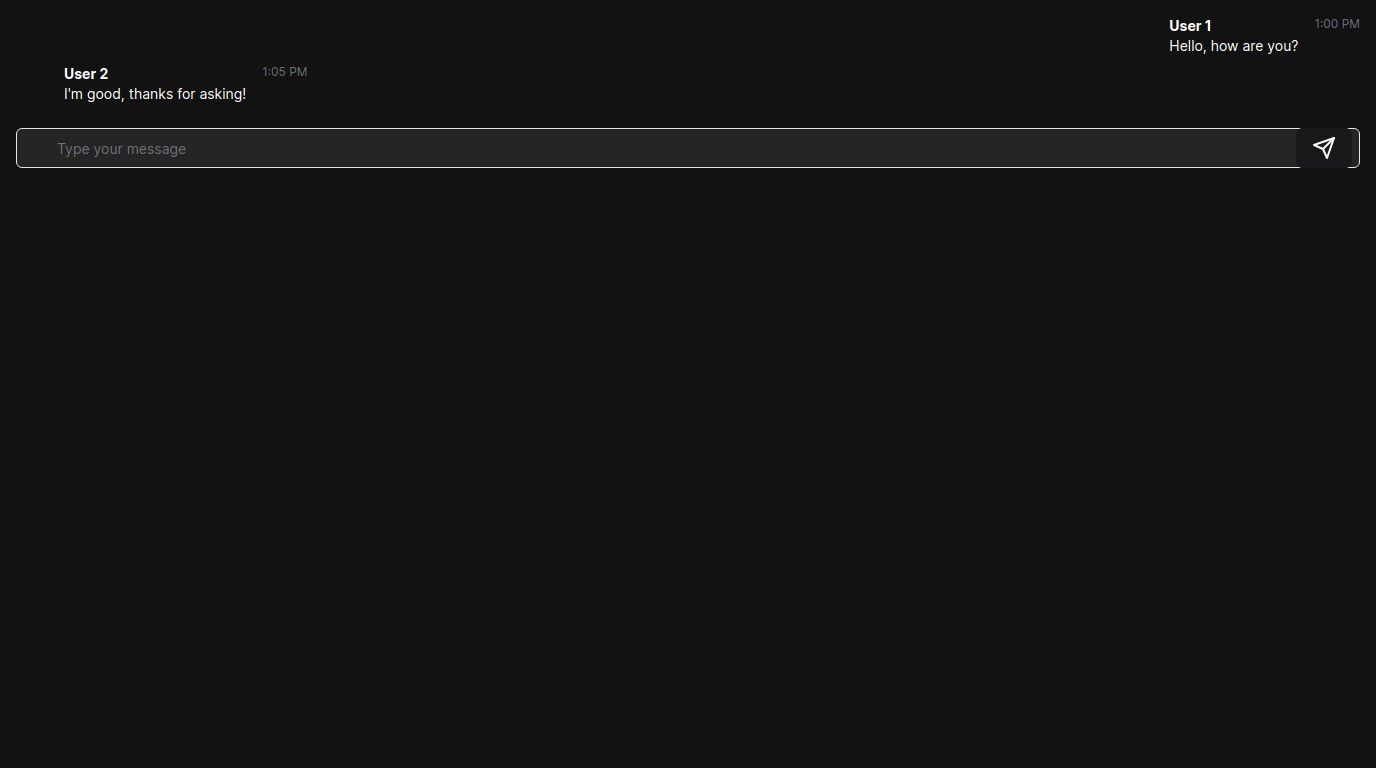 User 1
1:00 PM
Hello, how are you?
User 2
1:05 PM
I'm good, thanks for asking!
Type your message